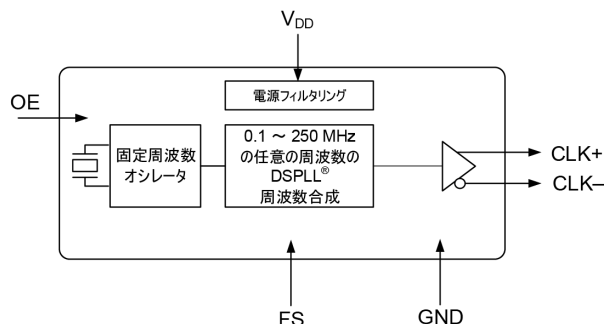 V_DD
電源フィルタリング
OE
固定周波数
オシレータ
0.1 ～ 250 MHz
の任意の周波数の
DSPLL®
周波数合成
CLK+
CLK–
FS
GND